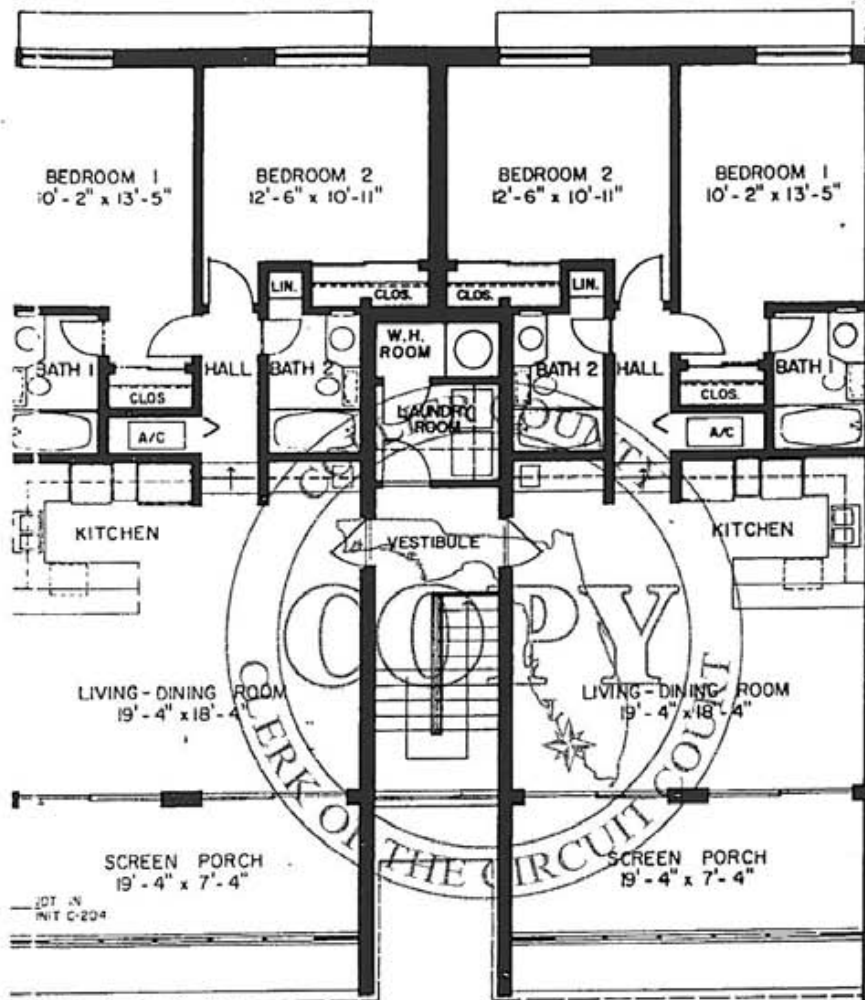 BEDROOM 1
10'-2" x 13'-5"
BEDROOM 2
12'-6" x 10'-11"
BEDROOM 2
12'-6" x 10'-11"
BEDROOM 1
10'-2" x 13'-5"
LIN.
CLOS.
CLOS.
LIN.
W.H.
ROOM
BATH 1
HALL
BATH 2
BATH 2
HALL
BATH 1
CLOS
CLOS.
LAUNDRY
ROOM
A/C
A/C
KITCHEN
VESTIBULE
KITCHEN
COPY
LIVING-DINING ROOM
19'-4" x 18'-4"
LIVING-DINING ROOM
19'-4" x 18'-4"
CLERK OF THE CIRCUIT COURT
SCREEN PORCH
19'-4" x 7'-4"
SCREEN PORCH
19'-4" x 7'-4"
C-204